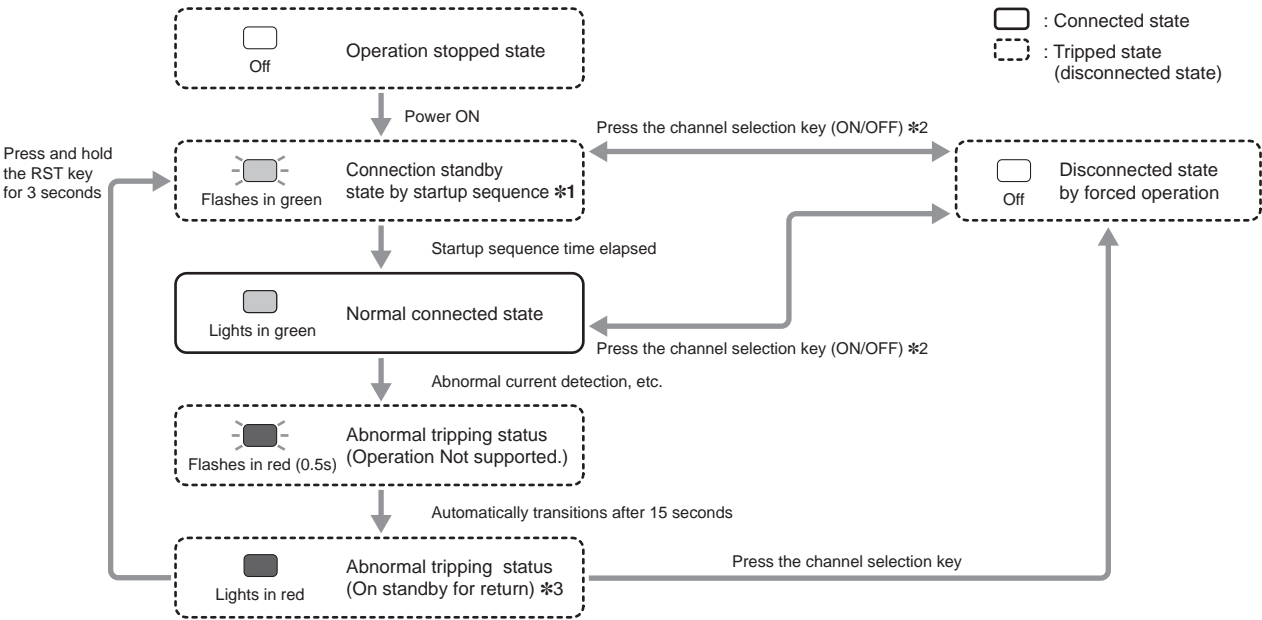 Off
Operation stopped state
: Connected state
: Tripped state
(disconnected state)
Power ON
Press the channel selection key (ON/OFF) ✻2
Press and hold
the RST key
for 3 seconds
Flashes in green
Connection standby
state by startup sequence ✻1
Off
Disconnected state
by forced operation
Startup sequence time elapsed
Lights in green
Normal connected state
Press the channel selection key (ON/OFF) ✻2
Abnormal current detection, etc.
Flashes in red (0.5s)
Abnormal tripping status
(Operation Not supported.)
Automatically transitions after 15 seconds
Lights in red
Abnormal tripping status
(On standby for return) ✻3
Press the channel selection key